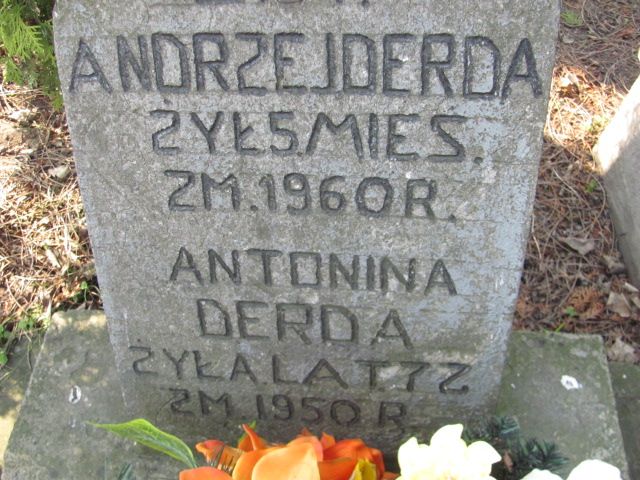 ANDRZEJ DERDA
ŻYŁ 5. MIES.
ZM. 1960 R.
ANTONINA
DERDA
ŻYŁA LAT 72
ZM. 1950 R.